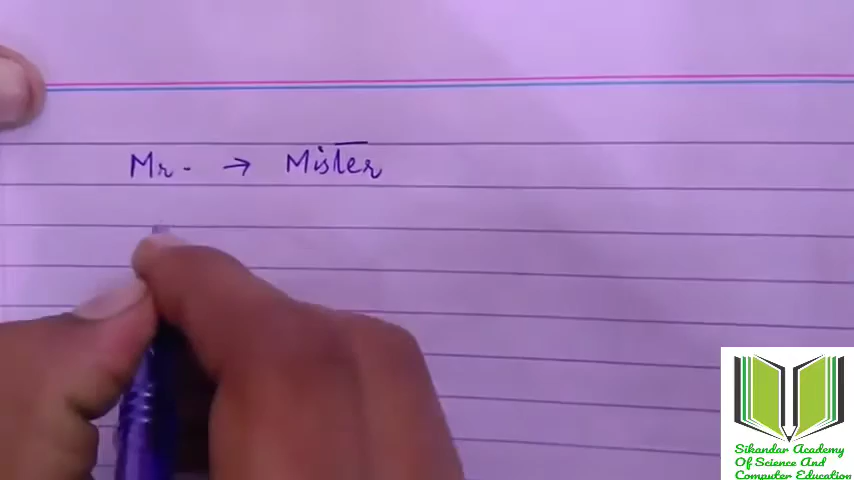 Mr. → Mister
Sikandar Academy
Of Science And
Computer Education